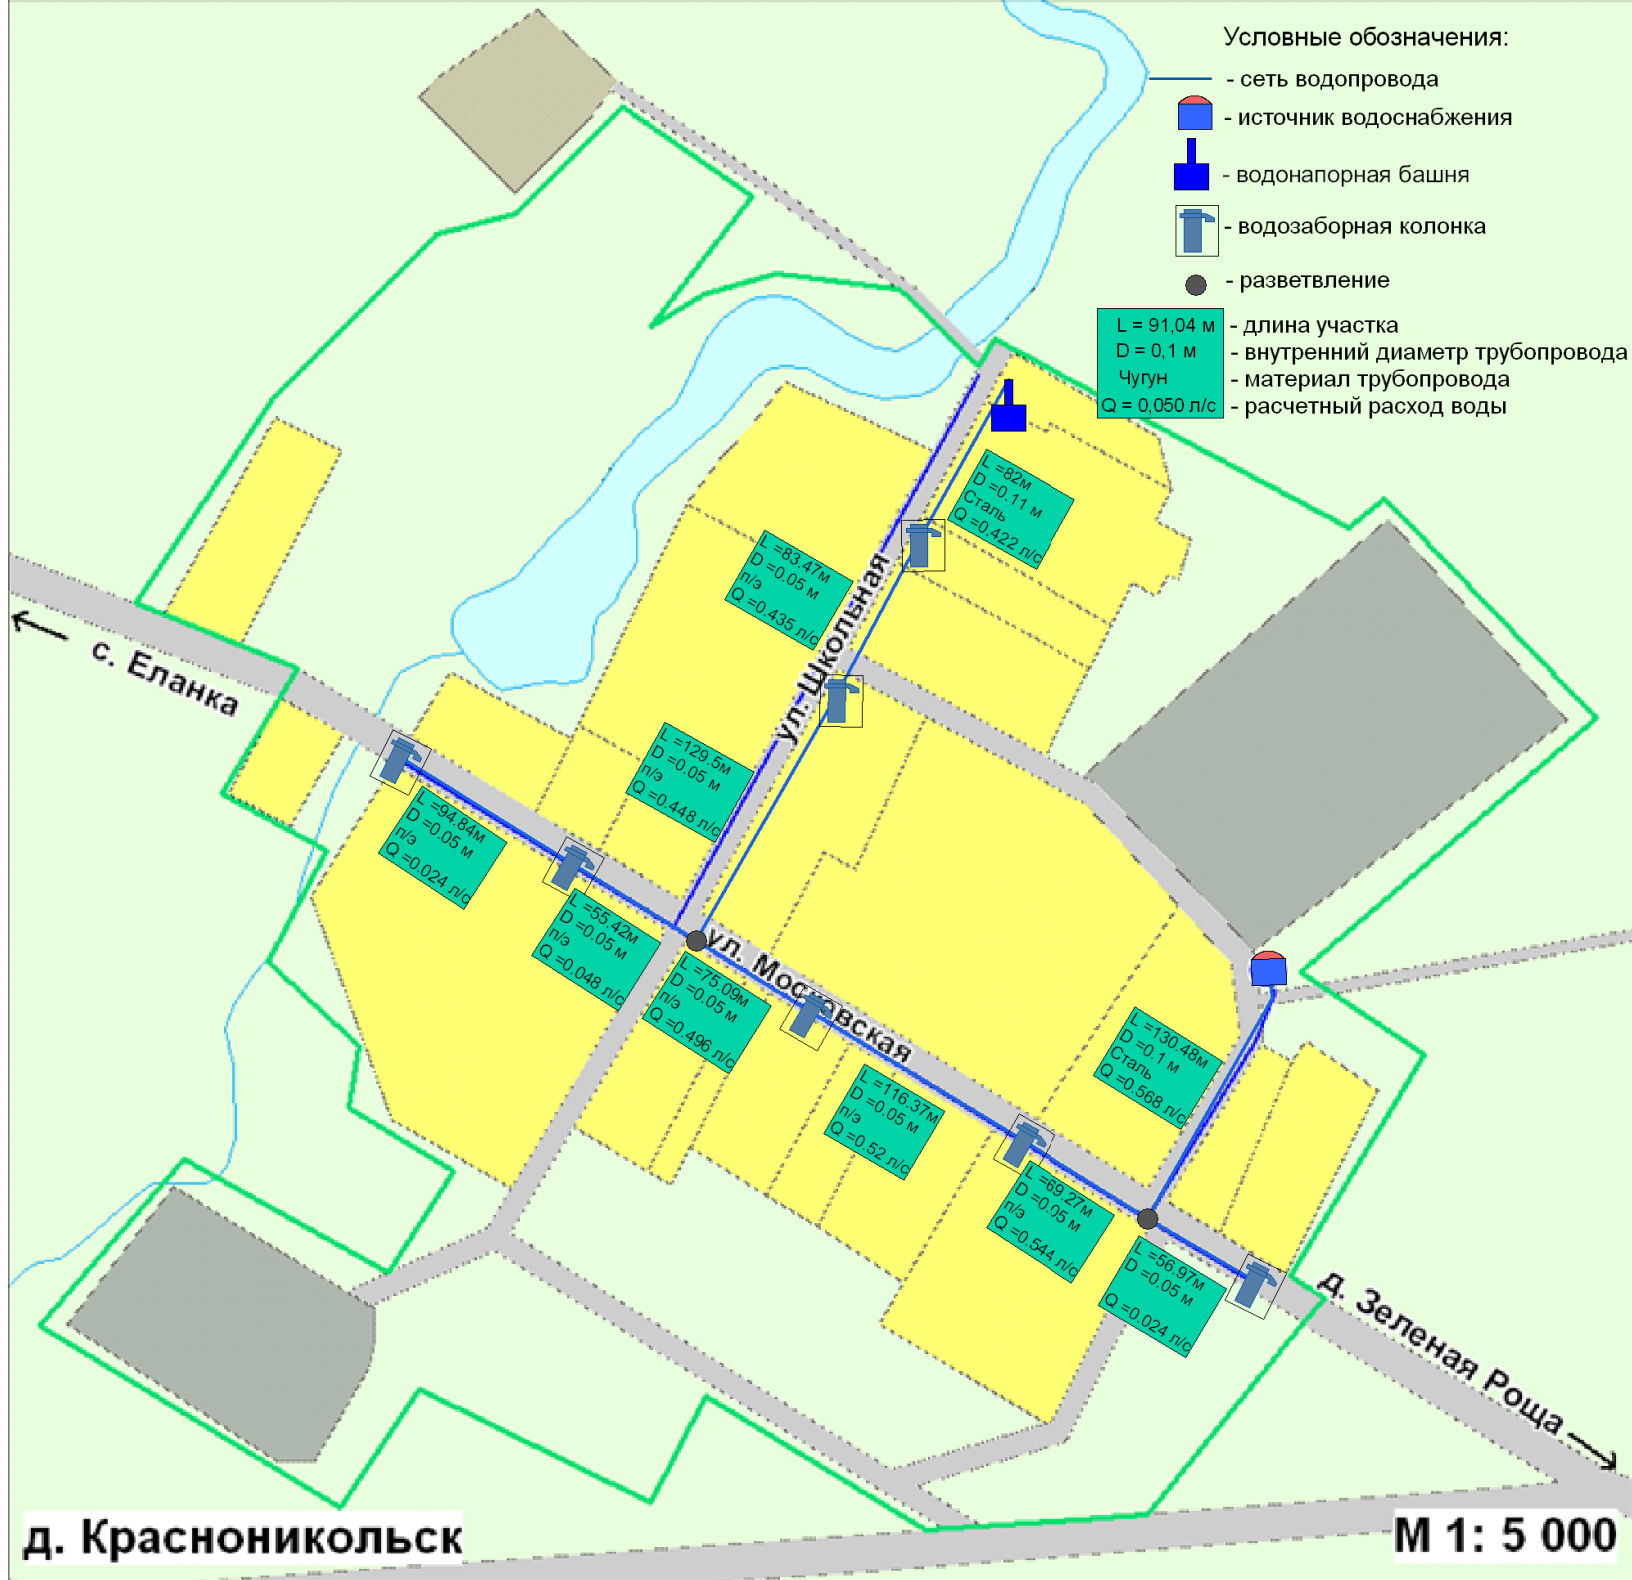 Условные обозначения:
- сеть водопровода
- источник водоснабжения
- водонапорная башня
- водозаборная колонка
- разветвление
L = 91,04 м - длина участка
D = 0,1 м - внутренний диаметр трубопровода
Чугун - материал трубопровода
Q = 0,050 л/с - расчетный расход воды
L =82м
D =0.11 м
Сталь
Q =0.422 л/с
L =83.47м
D =0.05 м
п/э
Q =0.435 л/с
ул. Школьная
с. Еланка
L =129.5м
D =0.05 м
п/э
Q =0.448 л/с
L =94.84м
D =0.05 м
п/э
Q =0.024 л/с
L =55.42м
D =0.05 м
п/э
Q =0.048 л/с
ул. Московская
L =75.09м
D =0.05 м
п/э
Q =0.496 л/с
L =130.48м
D =0.1 м
Сталь
Q =0.568 л/с
L =116.37м
D =0.05 м
п/э
Q =0.52 л/с
L =69.27м
D =0.05 м
п/э
Q =0.544 л/с
L =56.97м
D =0.05 м
Q =0.024 л/с
д. Зеленая Роща
д. Краснониκольск
М 1: 5 000